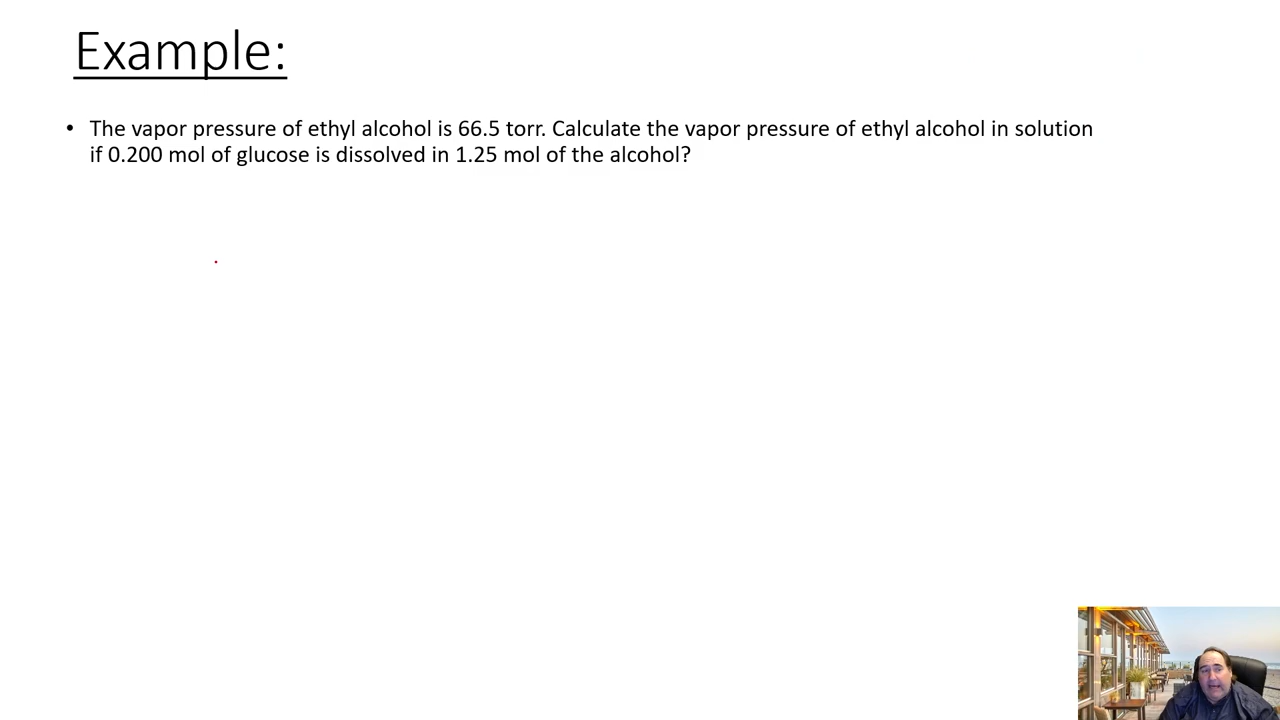 Example:
• The vapor pressure of ethyl alcohol is 66.5 torr. Calculate the vapor pressure of ethyl alcohol in solution
if 0.200 mol of glucose is dissolved in 1.25 mol of the alcohol?